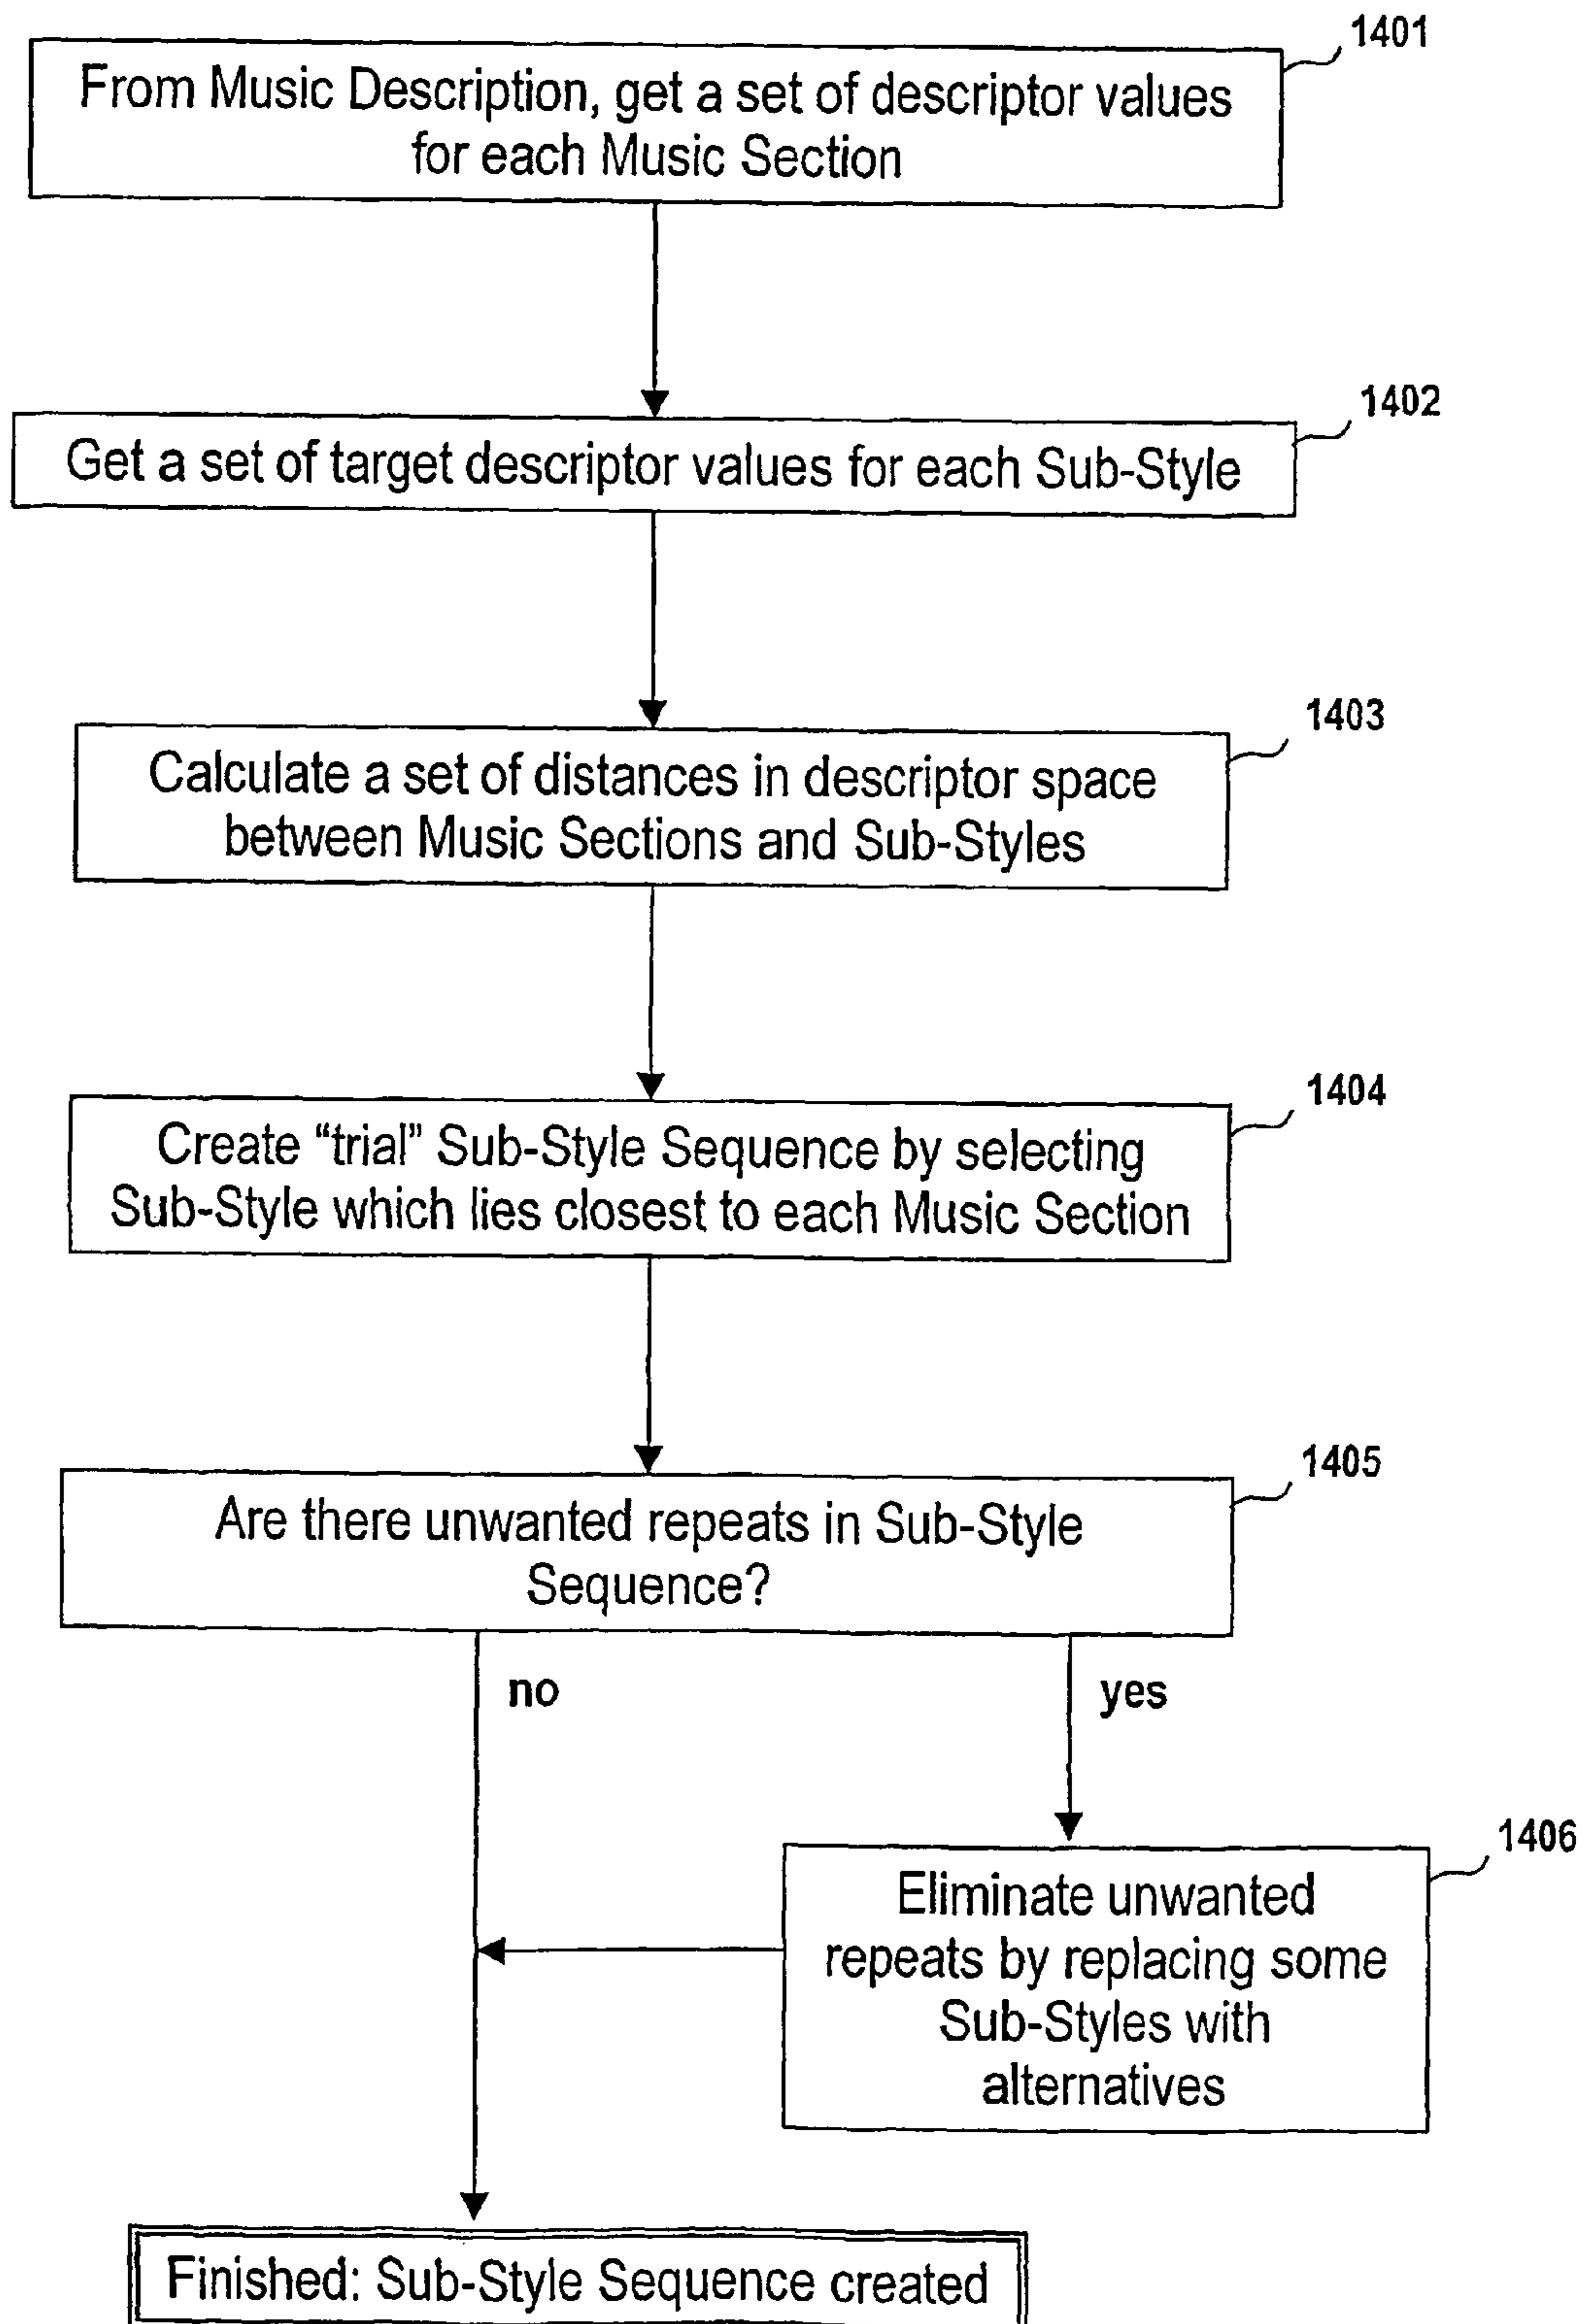 1401
From Music Description, get a set of descriptor values
for each Music Section
1402
Get a set of target descriptor values for each Sub-Style
1403
Calculate a set of distances in descriptor space
between Music Sections and Sub-Styles
1404
Create “trial” Sub-Style Sequence by selecting
Sub-Style which lies closest to each Music Section
1405
Are there unwanted repeats in Sub-Style
Sequence?
no
yes
1406
Eliminate unwanted
repeats by replacing some
Sub-Styles with
alternatives
Finished: Sub-Style Sequence created